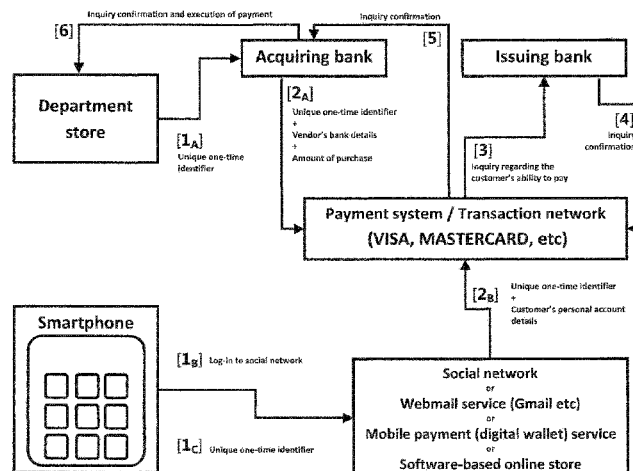 Inquiry confirmation and execution of payment
Inquiry confirmation
[6]
[5]
Acquiring bank
Issuing bank
Department
store
[1A]
Unique one-time
identifier
[2A]
Unique one-time identifier
+
Vendor's bank details
+
Amount of purchase
[3]
Inquiry regarding the
customer's ability to pay
[4]
Inquiry
confirmation
Payment system / Transaction network
(VISA, MASTERCARD, etc)
[2B]
Unique one-time identifier
+
Customer's personal account
details
Smartphone
[1B] Log-in to social network
[1C] Unique one-time identifier
Social network
or
Webmail service (Gmail etc)
or
Mobile payment (digital wallet) service
or
Software-based online store